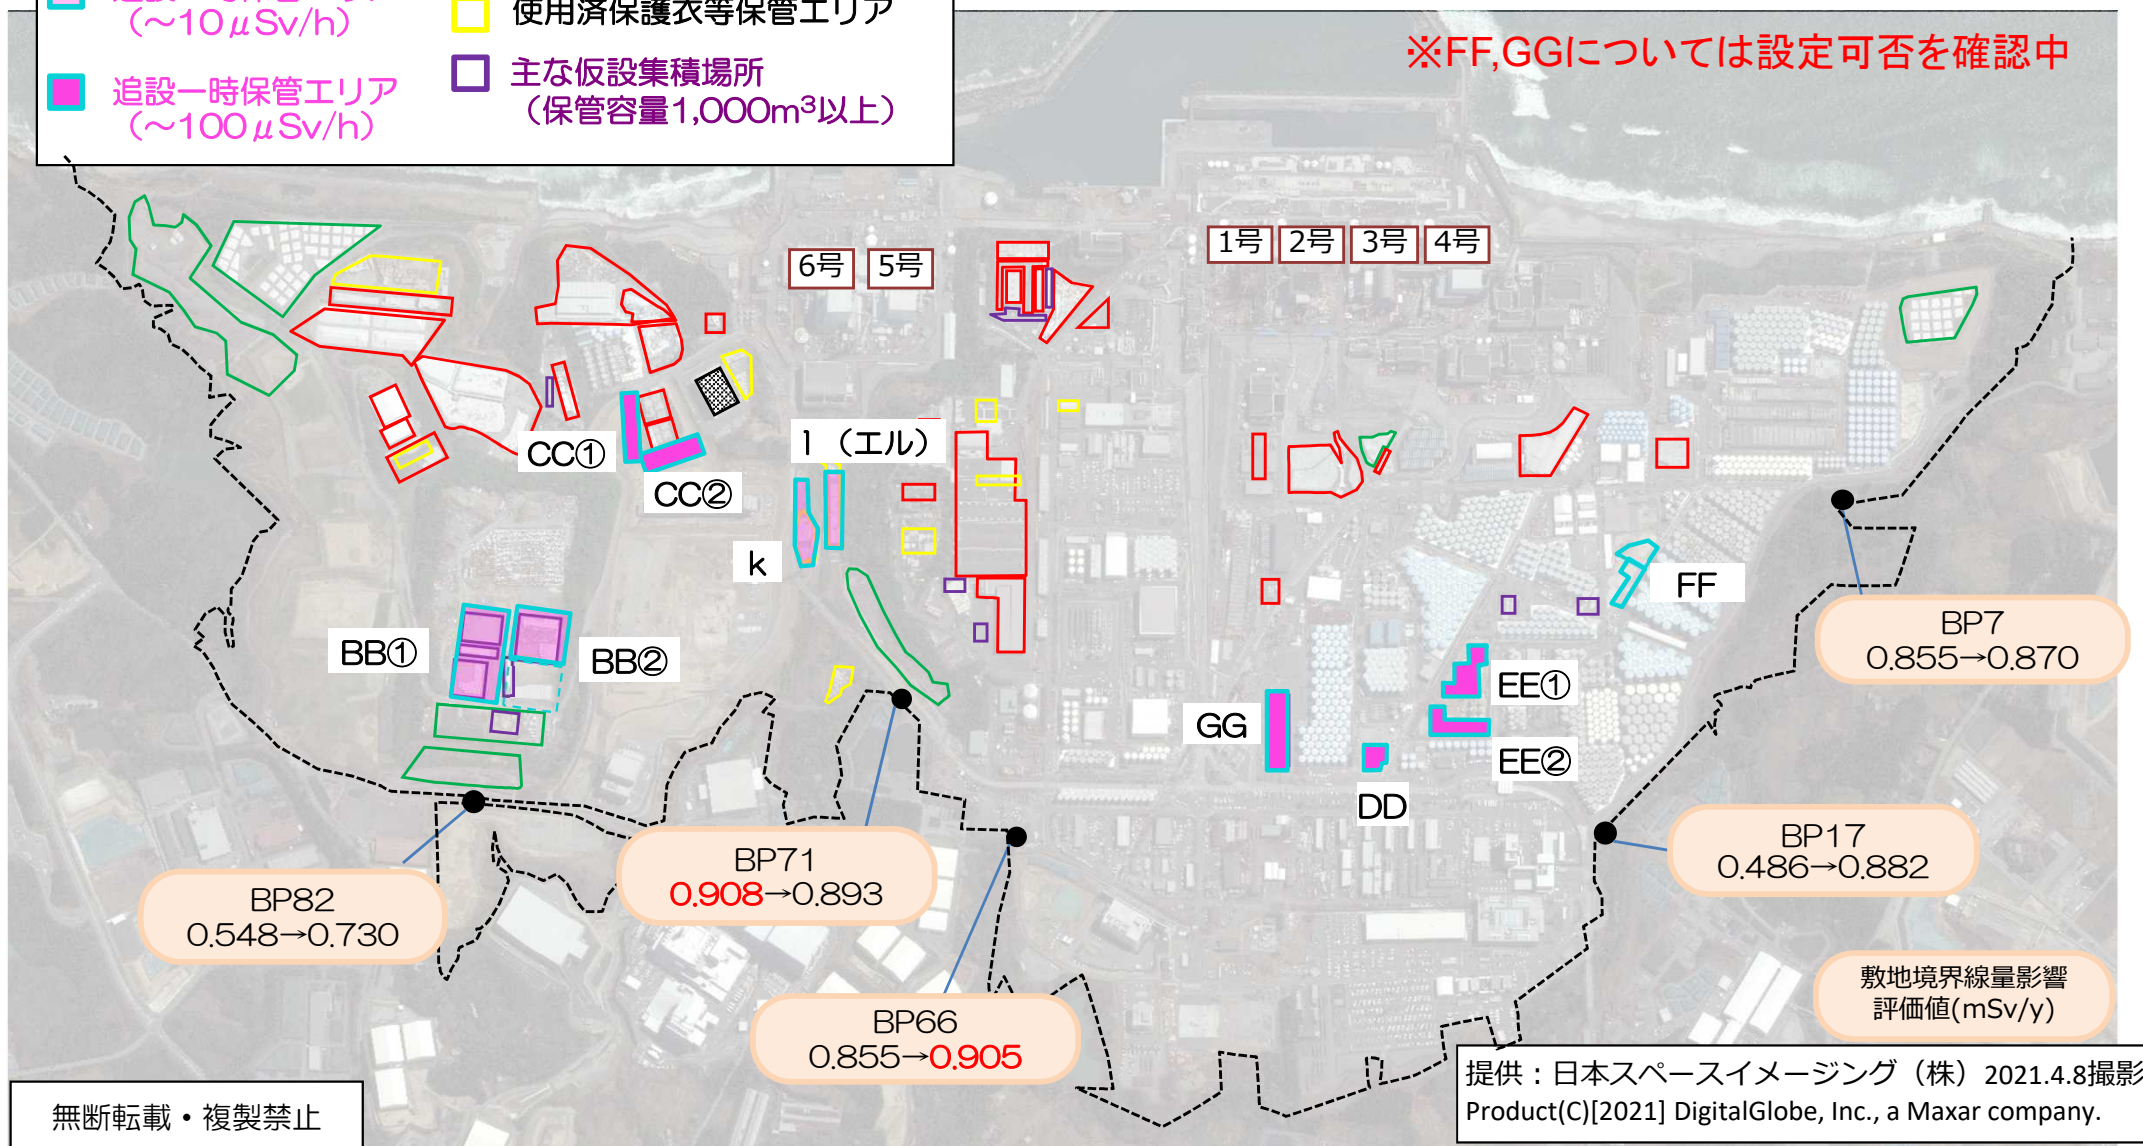 (～10μSv/h)
使用済保護衣等保管エリア
追設一時保管エリア
(～100μSv/h)
主な仮設集積場所
(保管容量1,000m³以上)
※FF,GGについては設定可否を確認中
6号
5号
1号
2号
3号
4号
CC①
CC②
l（エル）
k
BB①
BB②
FF
EE①
EE②
GG
DD
BP7
0.855→0.870
BP17
0.486→0.882
BP71
0.908→0.893
BP82
0.548→0.730
BP66
0.855→0.905
敷地境界線量影響
評価値(mSv/y)
無断転載・複製禁止
提供：日本スペースイメージング（株）2021.4.8撮影
Product(C)[2021] DigitalGlobe, Inc., a Maxar company.